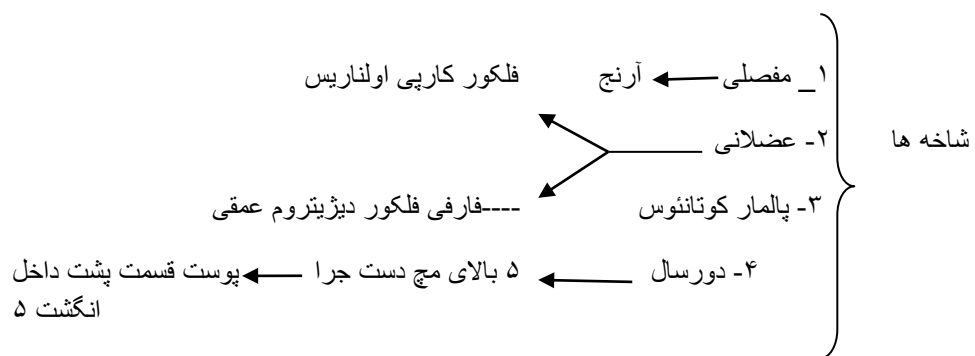 ۱_ مفصلی آرنج فلکور کارپی اولناریس
شاخه ها ۲- عضلانی
۳- پالمار کوتانئوس ----فارفی فلکور دیژیتروم عمقی
۴- دورسال ۵ بالای مچ دست جرا پوست قسمت پشت داخل
انگشت ۵